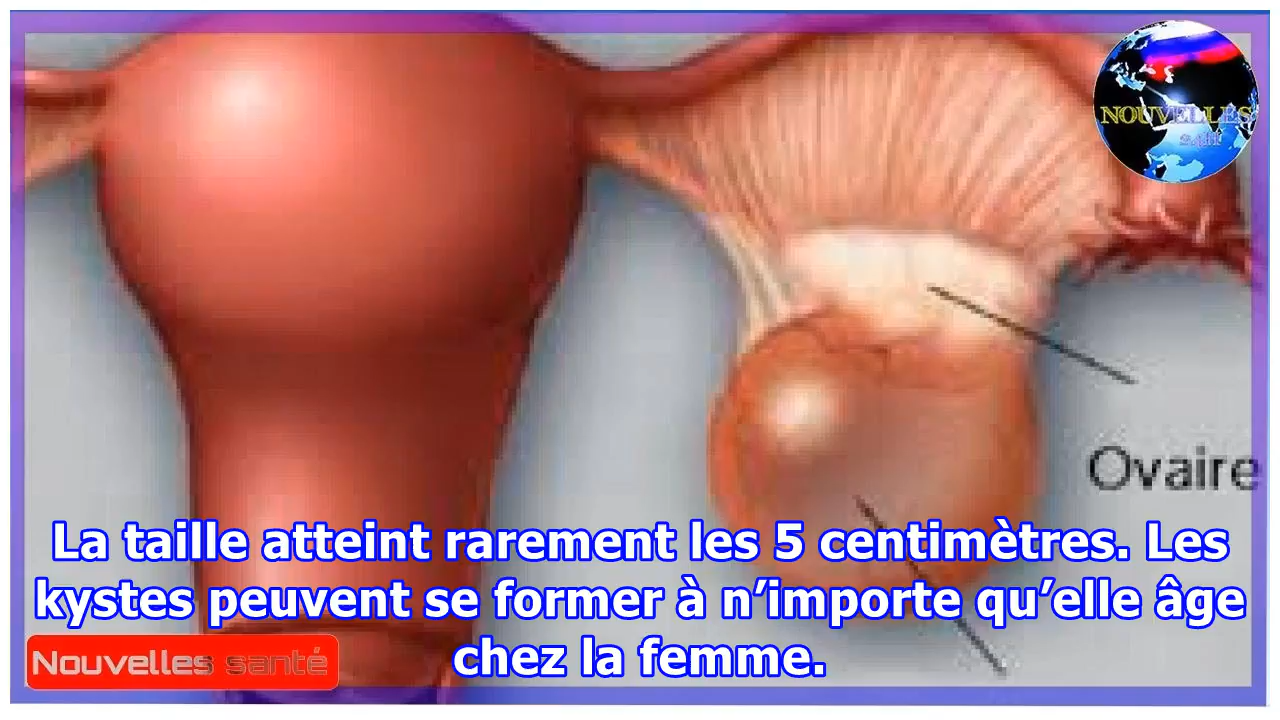 NOUVELLES
Ovaire
La taille atteint rarement les 5 centimètres. Les
kystes peuvent se former à n’importe qu’elle âge
chez la femme.
Nouvelles santé